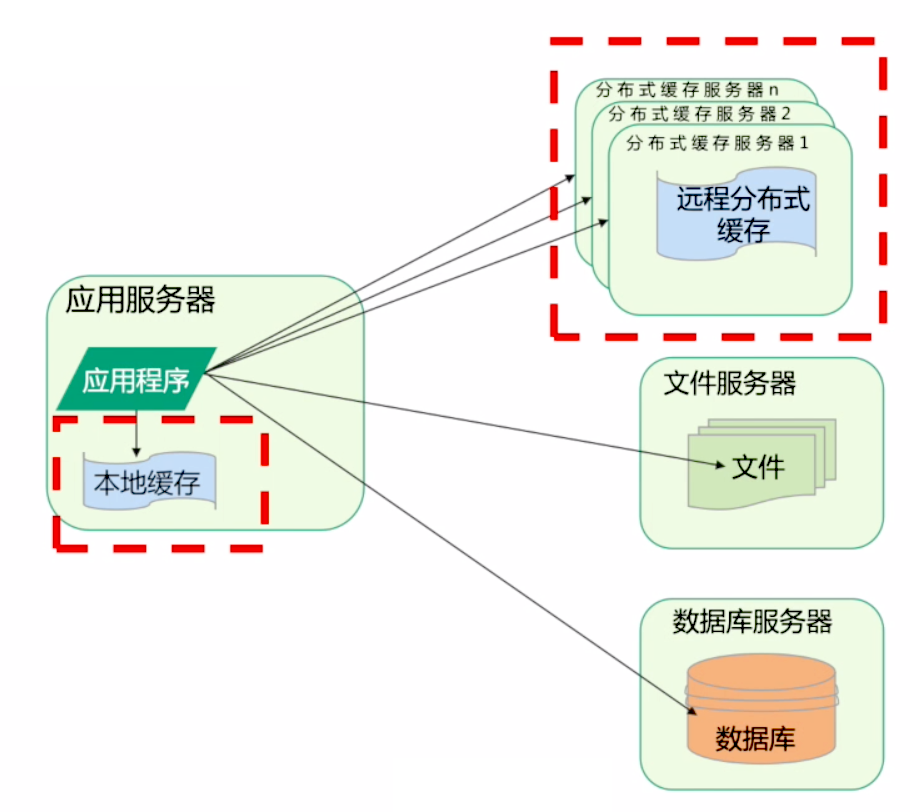 分布式缓存服务器n
分布式缓存服务器2
分布式缓存服务器1
远程分布式
缓存
应用服务器
应用程序
本地缓存
文件服务器
文件
数据库服务器
数据库